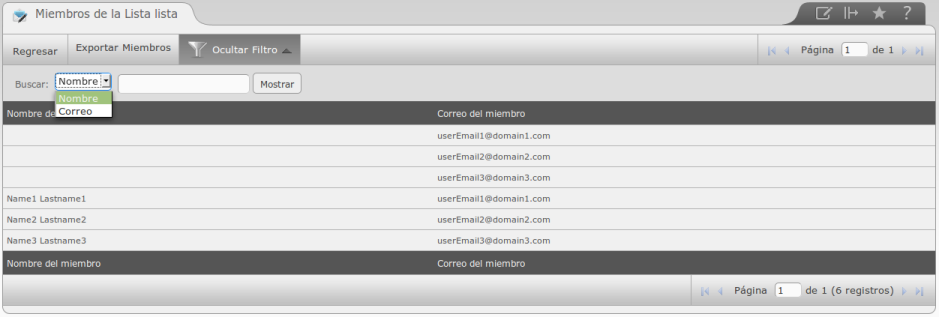 Miembros de la Lista lista
?
Regresar Exportar Miembros Ocultar Filtro Página 1 de 1
Buscar: Nombre Mostrar
Nombre
Correo
Nombre de Correo del miembro
userEmail1@domain1.com
userEmail2@domain2.com
userEmail3@domain3.com
Name1 Lastname1 userEmail1@domain1.com
Name2 Lastname2 userEmail2@domain2.com
Name3 Lastname3 userEmail3@domain3.com
Nombre del miembro Correo del miembro
Página 1 de 1 (6 registros)